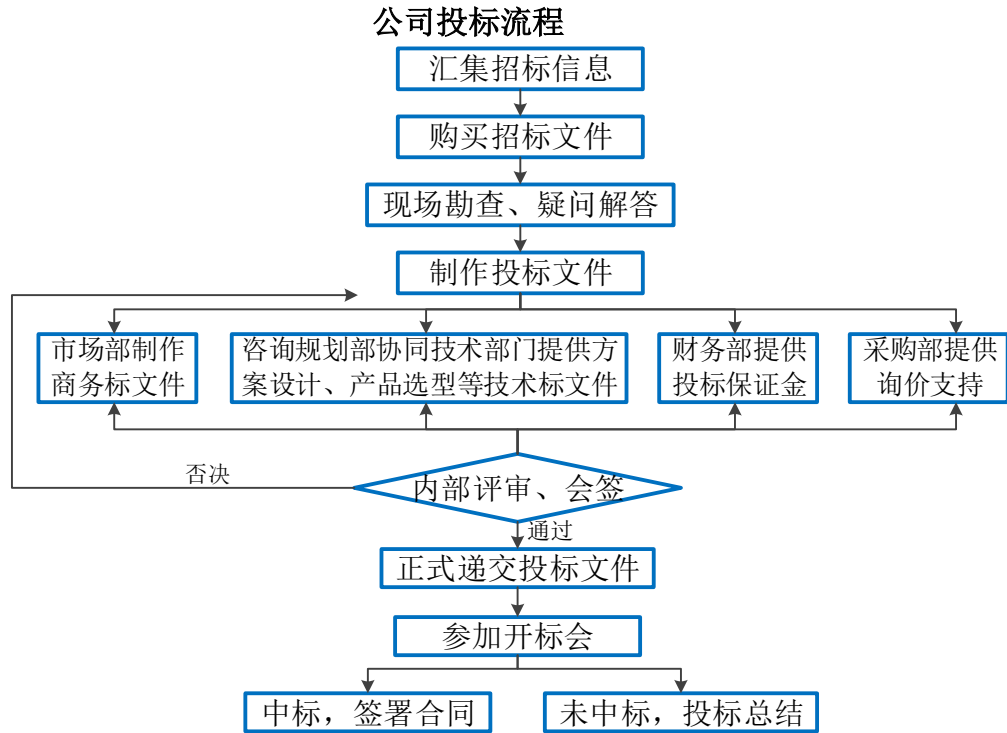 公司投标流程
汇集招标信息
购买招标文件
现场勘查、疑问解答
制作投标文件
市场部制作
商务标文件
咨询规划部协同技术部门提供方
案设计、产品选型等技术标文件
财务部提供
投标保证金
采购部提供
询价支持
否决
内部评审、会签
通过
正式递交投标文件
参加开标会
中标，签署合同
未中标，投标总结